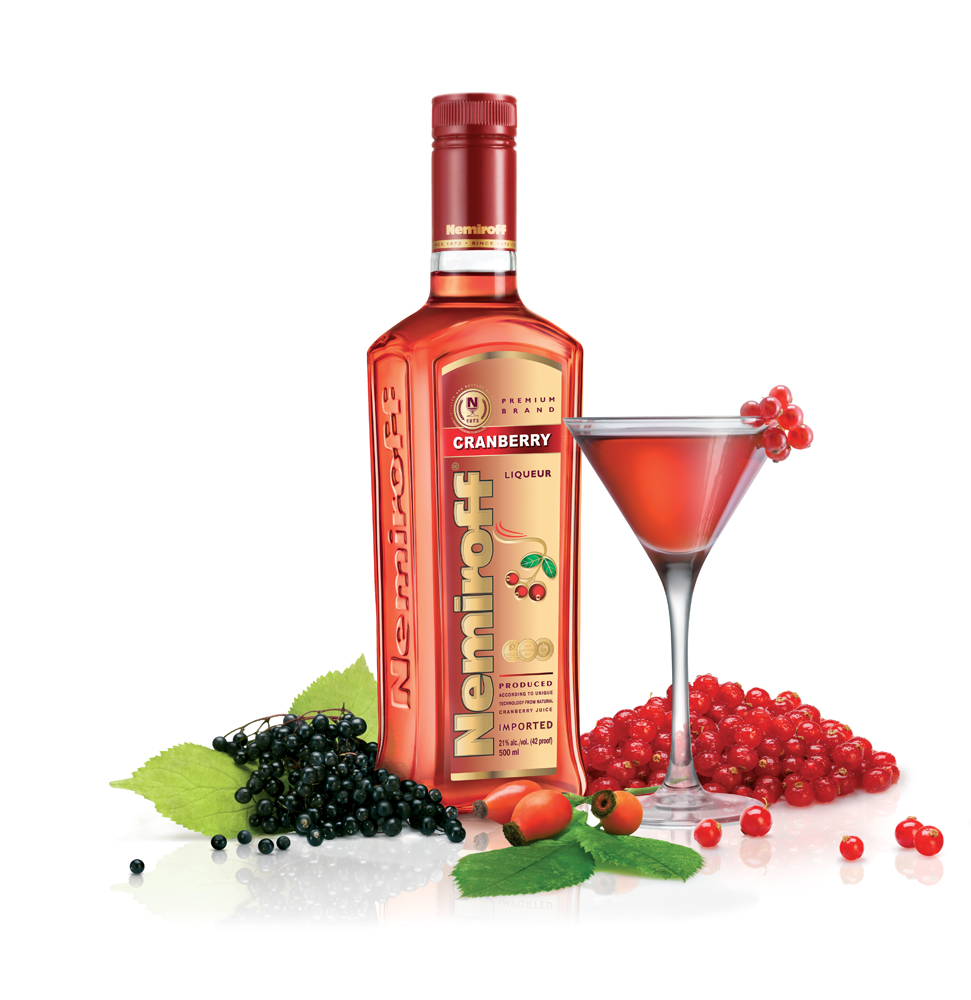 Nemiroff
SINCE 1872
N
1872
PREMIUM
BRAND
CRANBERRY
LIQUEUR
Nemiroff®
Nemiroff
PRODUCED
ACCORDING TO UNIQUE
TECHNOLOGY FROM NATURAL
CRANBERRY JUICE
IMPORTED
21% alc./vol. (42 proof)
500 ml